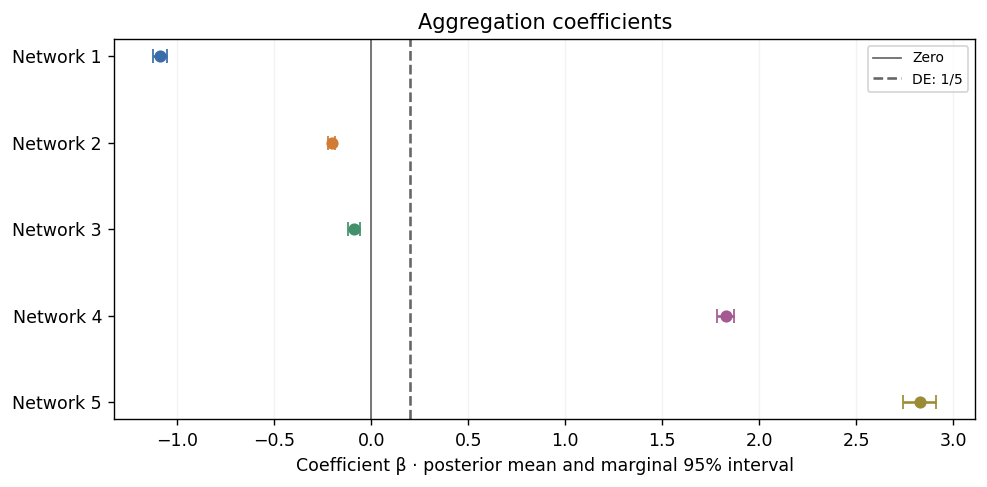 Aggregation coefficients
Network 1
Network 2
Network 3
Network 4
Network 5
Zero
DE: 1/5
−1.0 −0.5 0.0 0.5 1.0 1.5 2.0 2.5 3.0
Coefficient β · posterior mean and marginal 95% interval